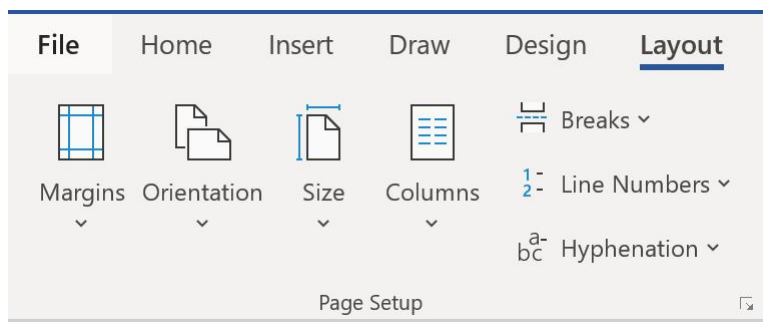 File Home Insert Draw Design Layout
Margins Orientation Size Columns
Breaks
1 2 Line Numbers
a- bc Hyphenation
Page Setup